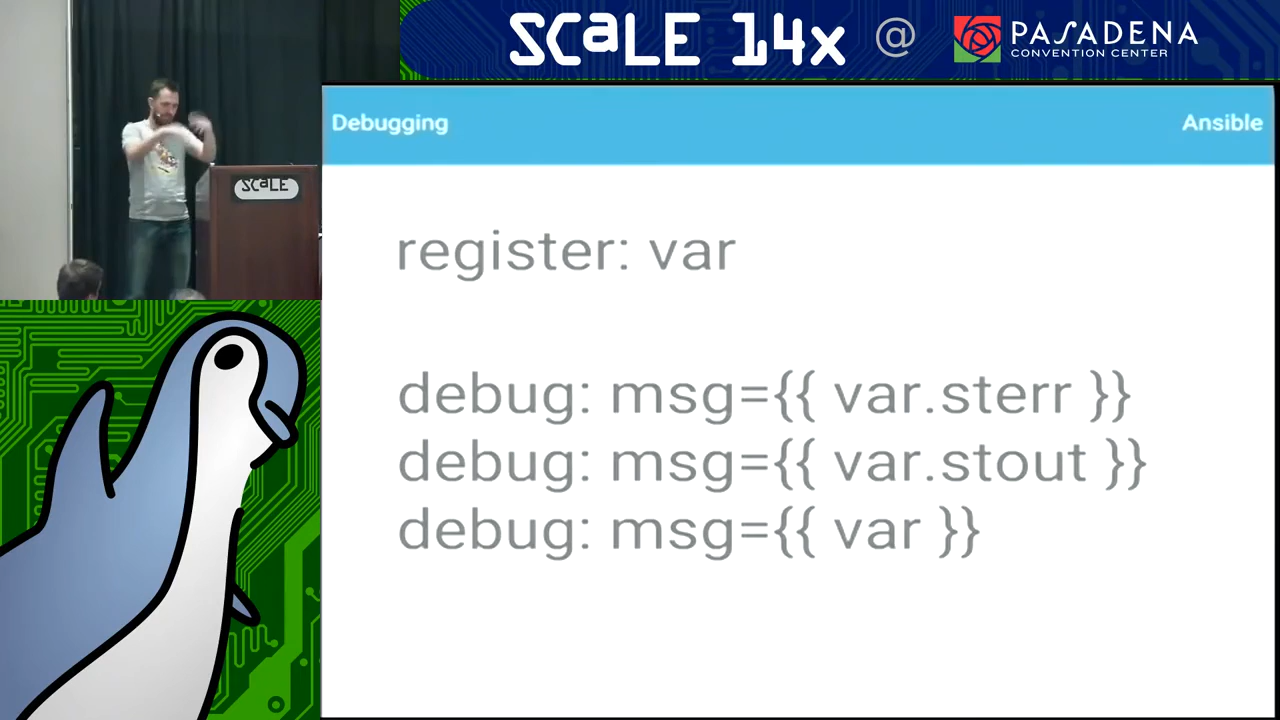 SCALE 14x @ PASADENA
CONVENTION CENTER
SCALE
Debugging Ansible
register: var
debug: msg={{ var.sterr }}
debug: msg={{ var.stout }}
debug: msg={{ var }}